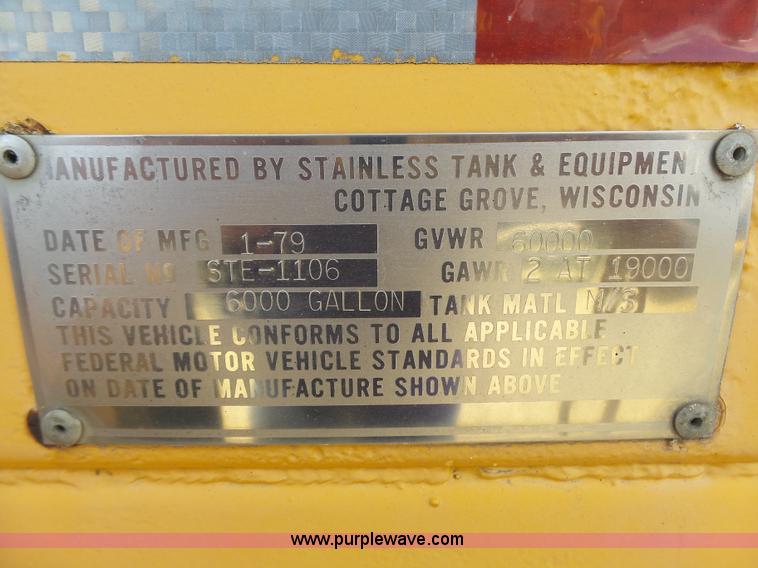 MANUFACTURED BY STAINLESS TANK & EQUIPMENT
COTTAGE GROVE, WISCONSIN
DATE OF MFG 1-79 GVWR 60000
SERIAL NO STE-1106 GAWR 2 AT 19000
CAPACITY 6000 GALLON TANK MATL M/S
THIS VEHICLE CONFORMS TO ALL APPLICABLE
FEDERAL MOTOR VEHICLE STANDARDS IN EFFECT
ON DATE OF MANUFACTURE SHOWN ABOVE
www.purplewave.com